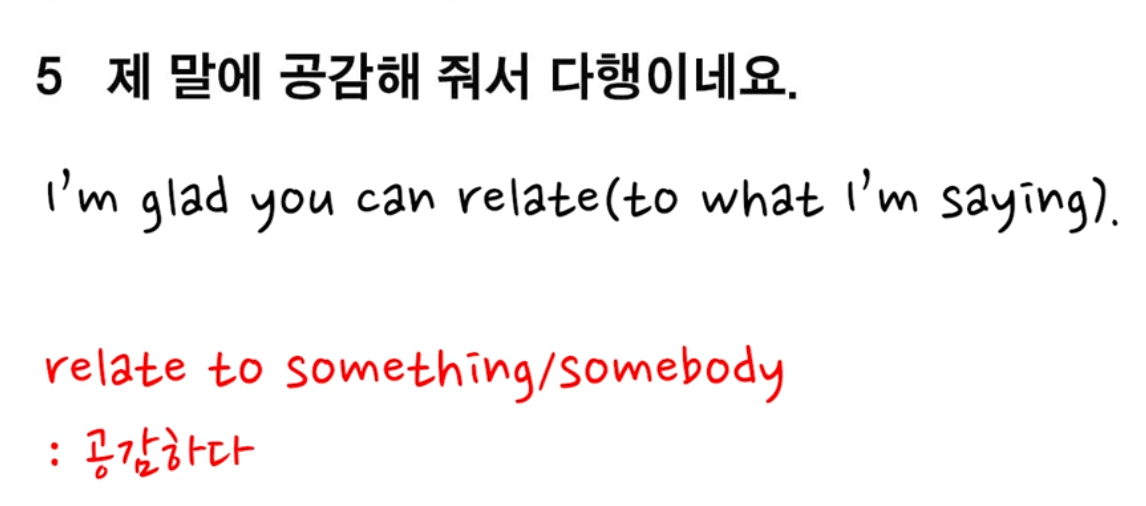 5 제 말에 공감해 줘서 다행이네요.
I'm glad you can relate(to what I'm saying).
relate to something/somebody
: 공감하다